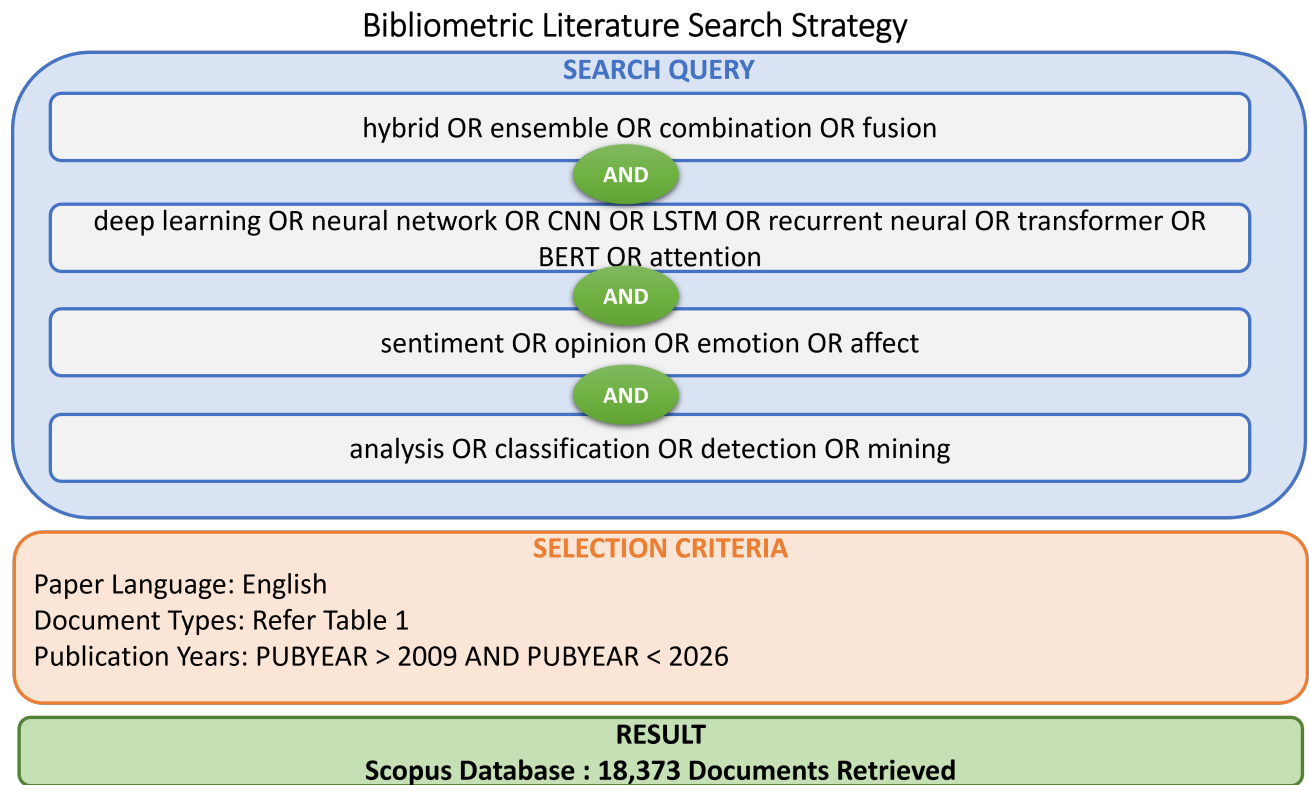 Bibliometric Literature Search Strategy
SEARCH QUERY
hybrid OR ensemble OR combination OR fusion
AND
deep learning OR neural network OR CNN OR LSTM OR recurrent neural OR transformer OR
BERT OR attention
AND
sentiment OR opinion OR emotion OR affect
AND
analysis OR classification OR detection OR mining
SELECTION CRITERIA
Paper Language: English
Document Types: Refer Table 1
Publication Years: PUBYEAR > 2009 AND PUBYEAR < 2026
RESULT
Scopus Database : 18,373 Documents Retrieved